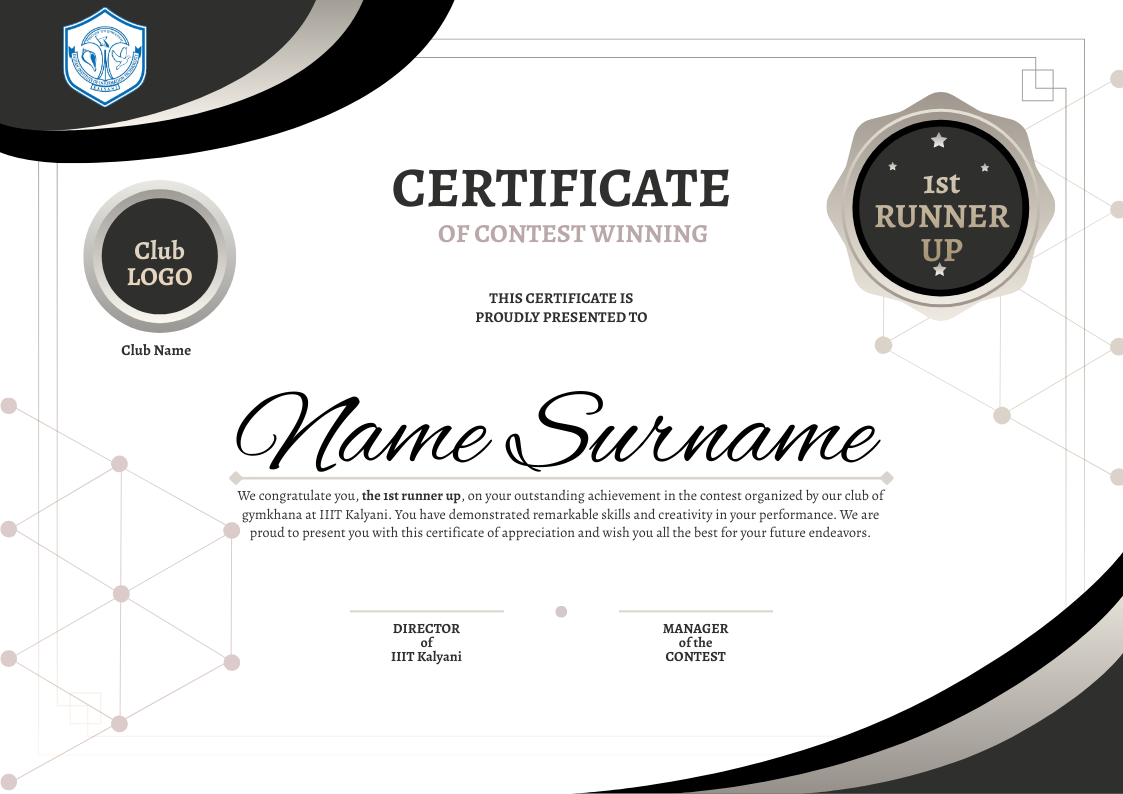 KALYANI
CERTIFICATE
OF CONTEST WINNING
1st
RUNNER
UP
Club
LOGO
Club Name
THIS CERTIFICATE IS
PROUDLY PRESENTED TO
Name Surname
We congratulate you, the 1st runner up, on your outstanding achievement in the contest organized by our club of
gymkhana at IIIT Kalyani. You have demonstrated remarkable skills and creativity in your performance. We are
proud to present you with this certificate of appreciation and wish you all the best for your future endeavors.
DIRECTOR
of
IIIT Kalyani
MANAGER
of the
CONTEST